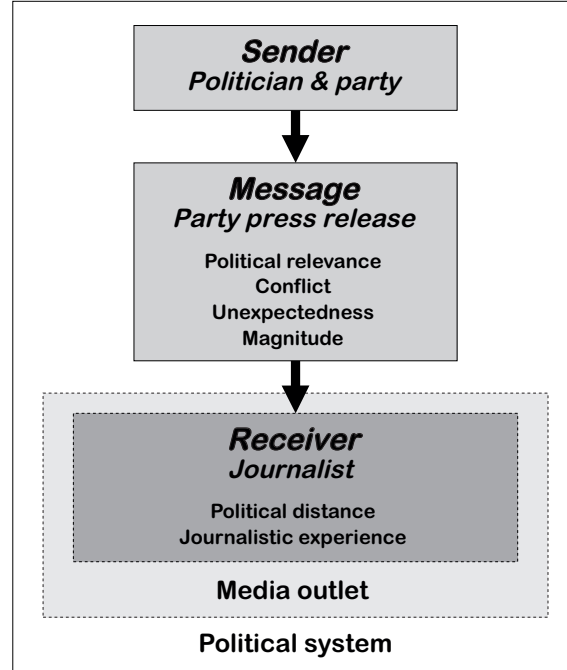 Sender
Politician & party
Message
Party press release
Political relevance
Conflict
Unexpectedness
Magnitude
Receiver
Journalist
Political distance
Journalistic experience
Media outlet
Political system